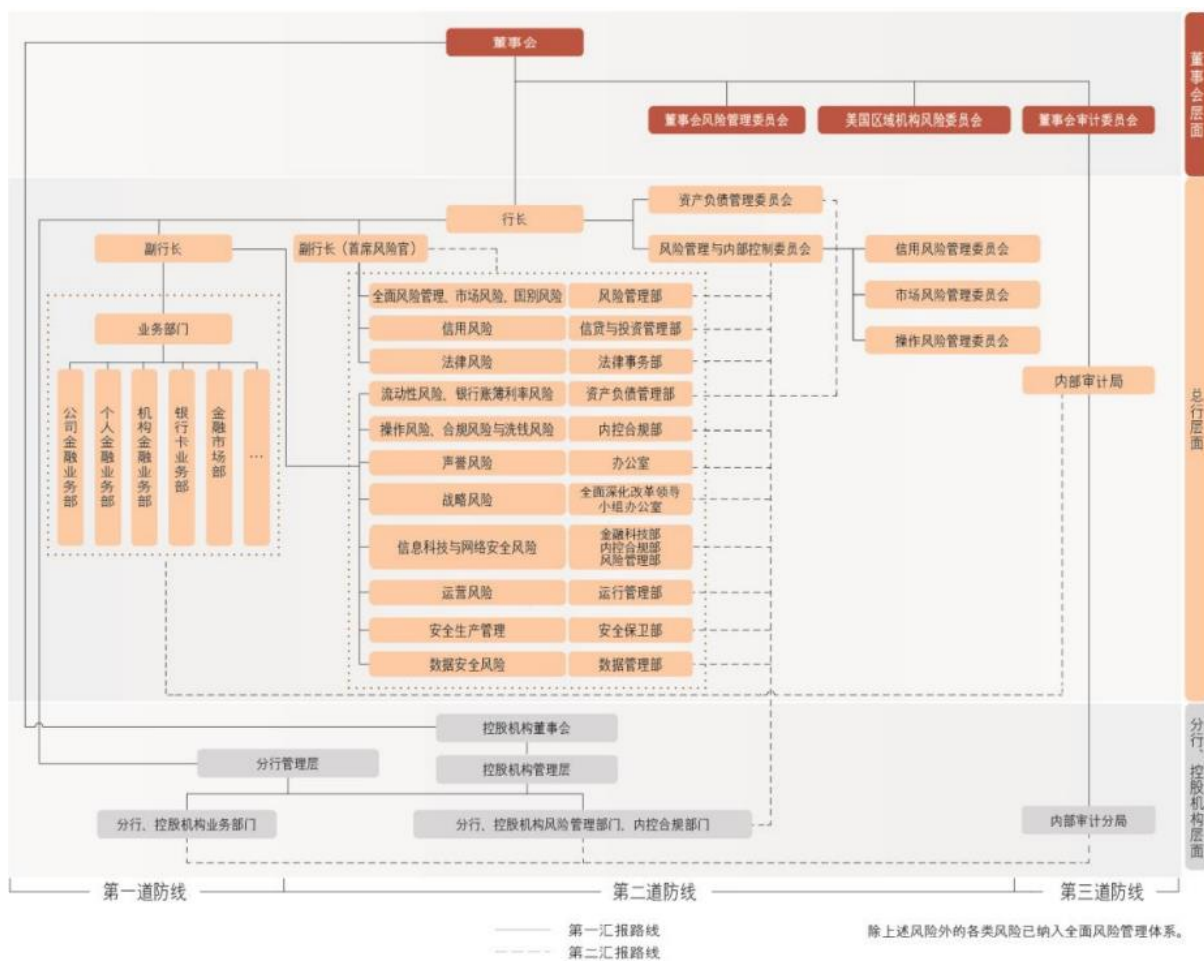 董事会
董事会风险管理委员会
美国区域机构风险委员会
董事会审计委员会
董事会层面
行长
资产负债管理委员会
副行长
副行长（首席风险官）
风险管理与内部控制委员会
信用风险管理委员会
市场风险管理委员会
操作风险管理委员会
业务部门
公司金融业务部
个人金融业务部
机构金融业务部
银行卡业务部
金融市场部
…
全面风险管理、市场风险、国别风险
风险管理部
信用风险
信贷与投资管理部
法律风险
法律事务部
流动性风险、银行账簿利率风险
资产负债管理部
操作风险、合规风险与洗钱风险
内控合规部
声誉风险
办公室
战略风险
全面深化改革领导
小组办公室
信息科技与网络安全风险
金融科技部
内控合规部
风险管理部
运营风险
运行管理部
安全生产管理
安全保卫部
数据安全风险
数据管理部
内部审计局
总行层面
控股机构董事会
分行管理层
控股机构管理层
分行、控股机构业务部门
分行、控股机构风险管理部门、内控合规部门
内部审计分局
分行、控股机构层面
第一道防线
第二道防线
第三道防线
第一汇报路线
第二汇报路线
除上述风险外的各类风险已纳入全面风险管理体系。